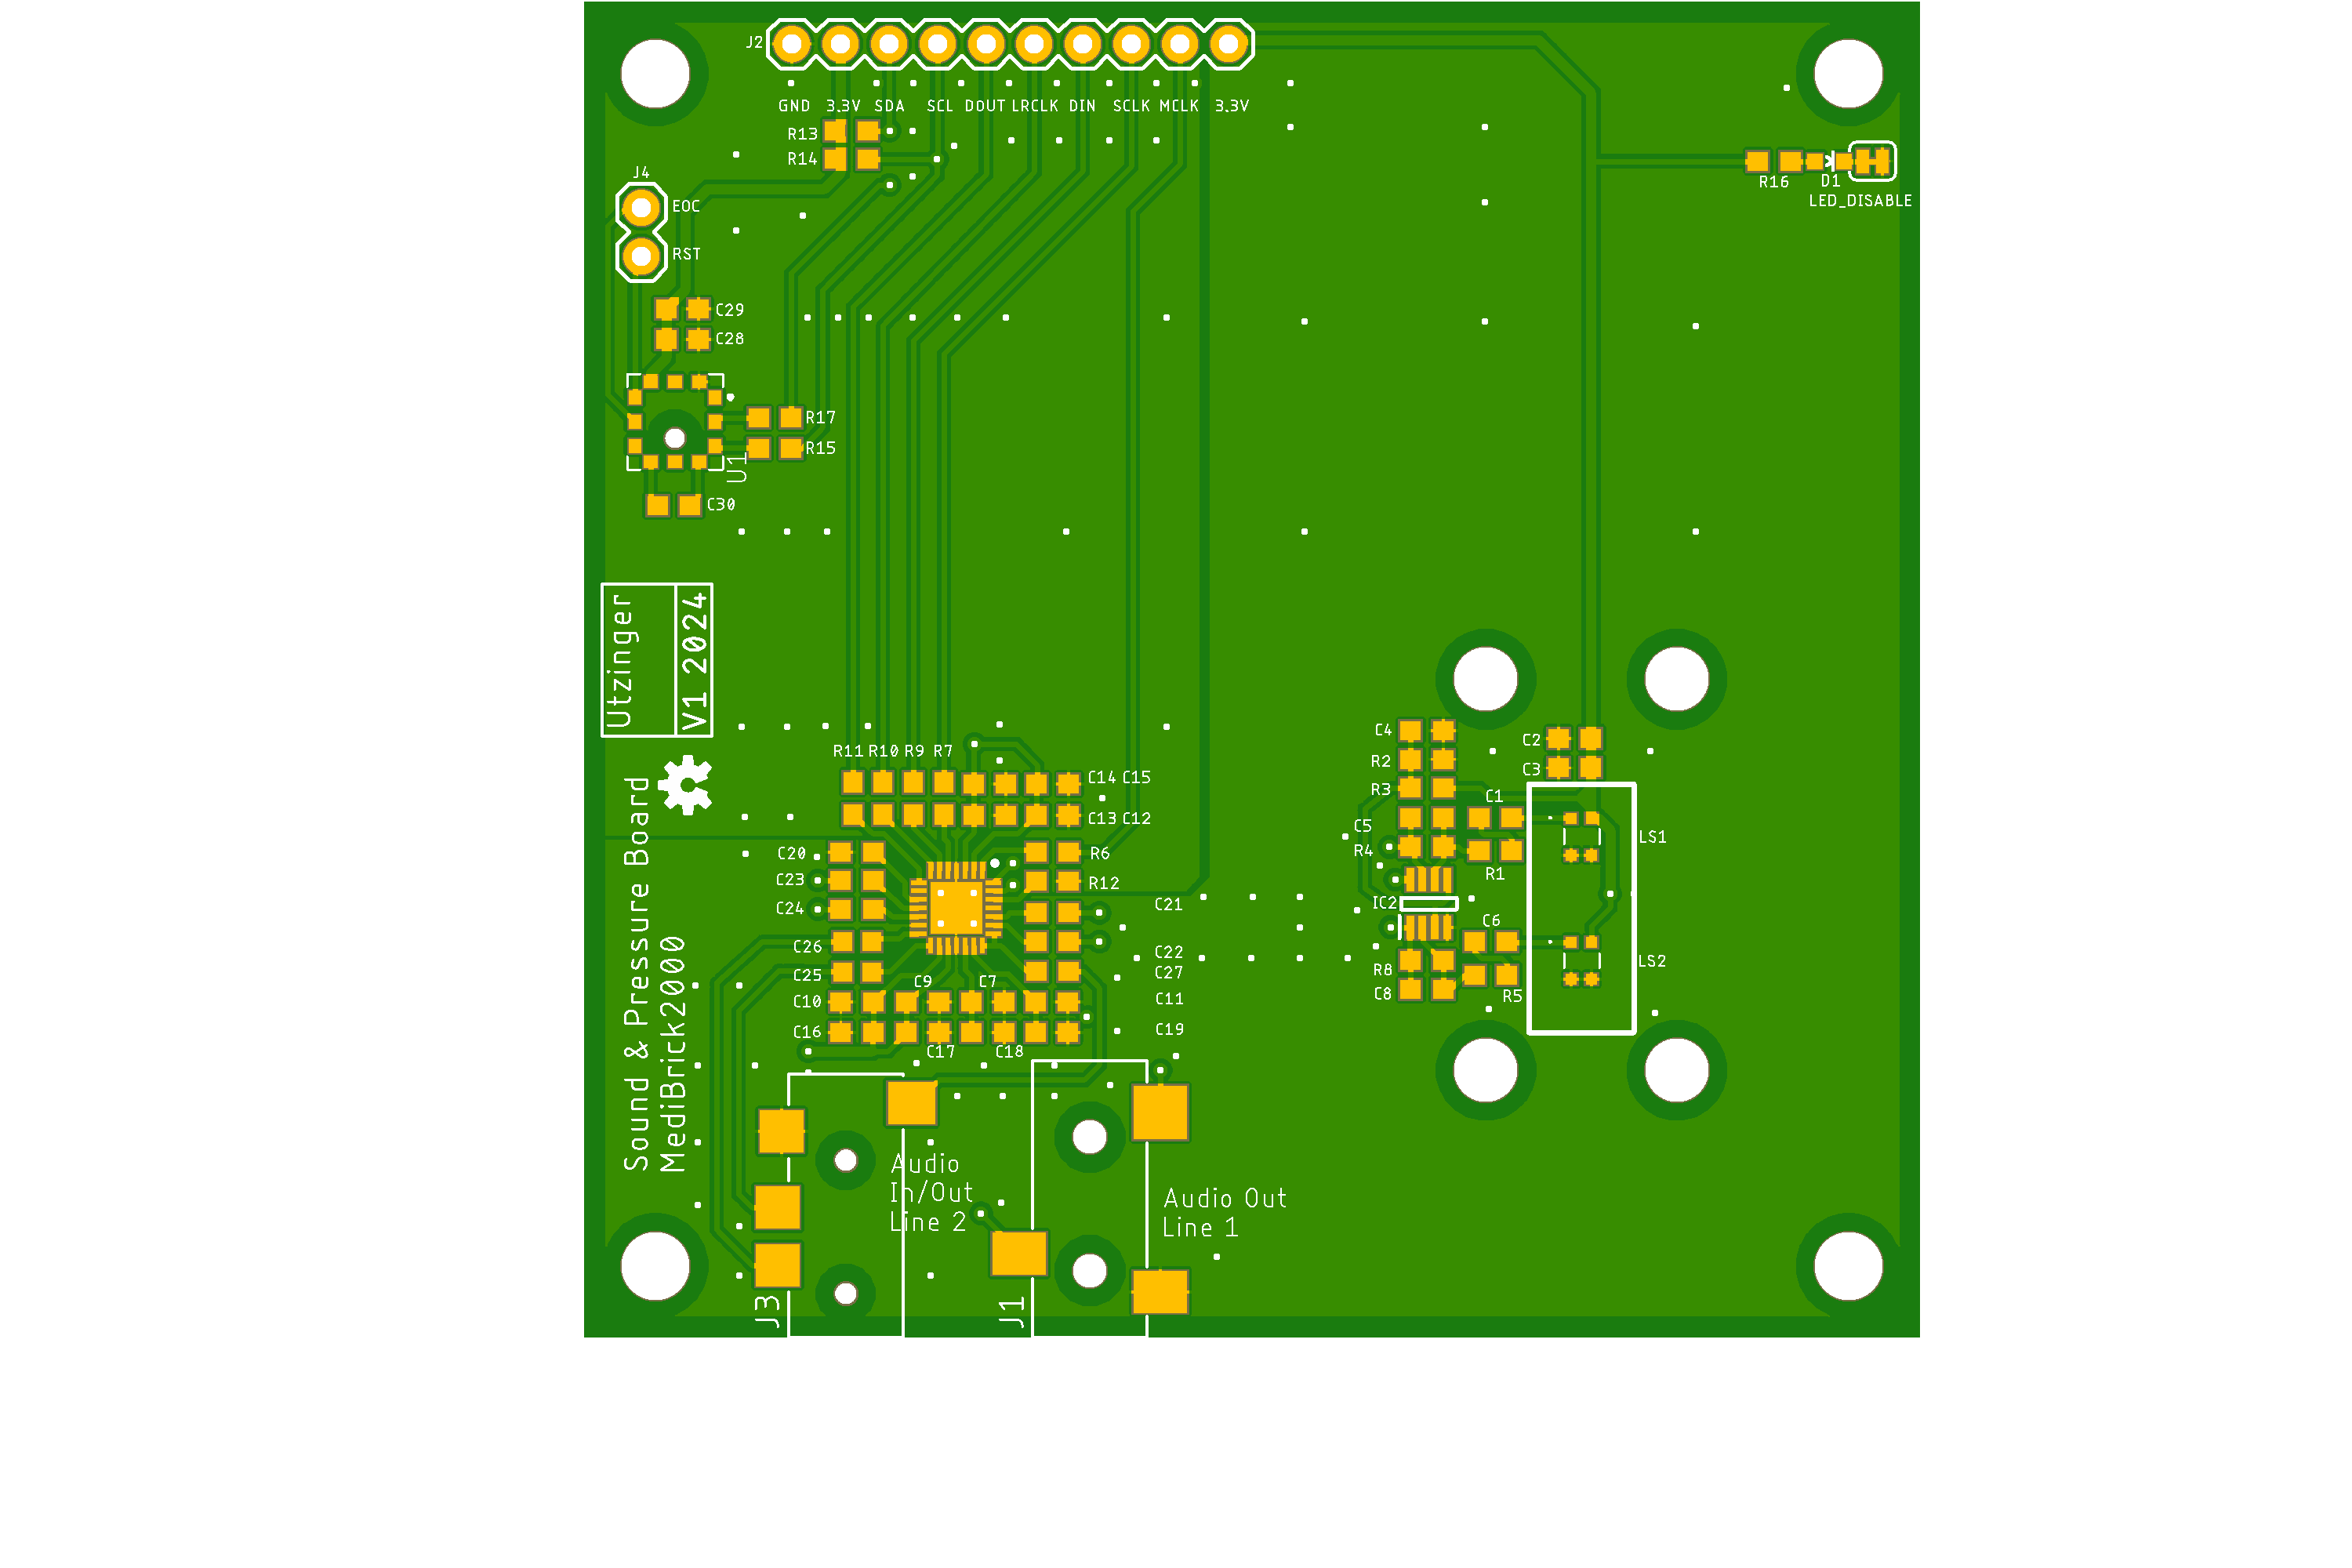 J2
GND 3.3V SDA SCL DOUT LRCLK DIN SCLK MCLK 3.3V
R13
R14
J4
EOC
RST
R16
D1
LED_DISABLE
C29
C28
R17
R15
U1
C30
Utzinger
V1 2024
Sound & Pressure Board
MediBrick2000
R11 R10 R9 R7
C14 C15
C13 C12
C20
R6
C23
R12
C24
C21
C26
C22
C25
C27
C9
C7
C10
C11
C16
C19
C17
C18
C4
R2
R3
C2
C3
C1
C5
R4
R1
IC2
C6
R8
C8
R5
LS1
LS2
Audio
In/Out
Line 2
Audio Out
Line 1
J3
J1